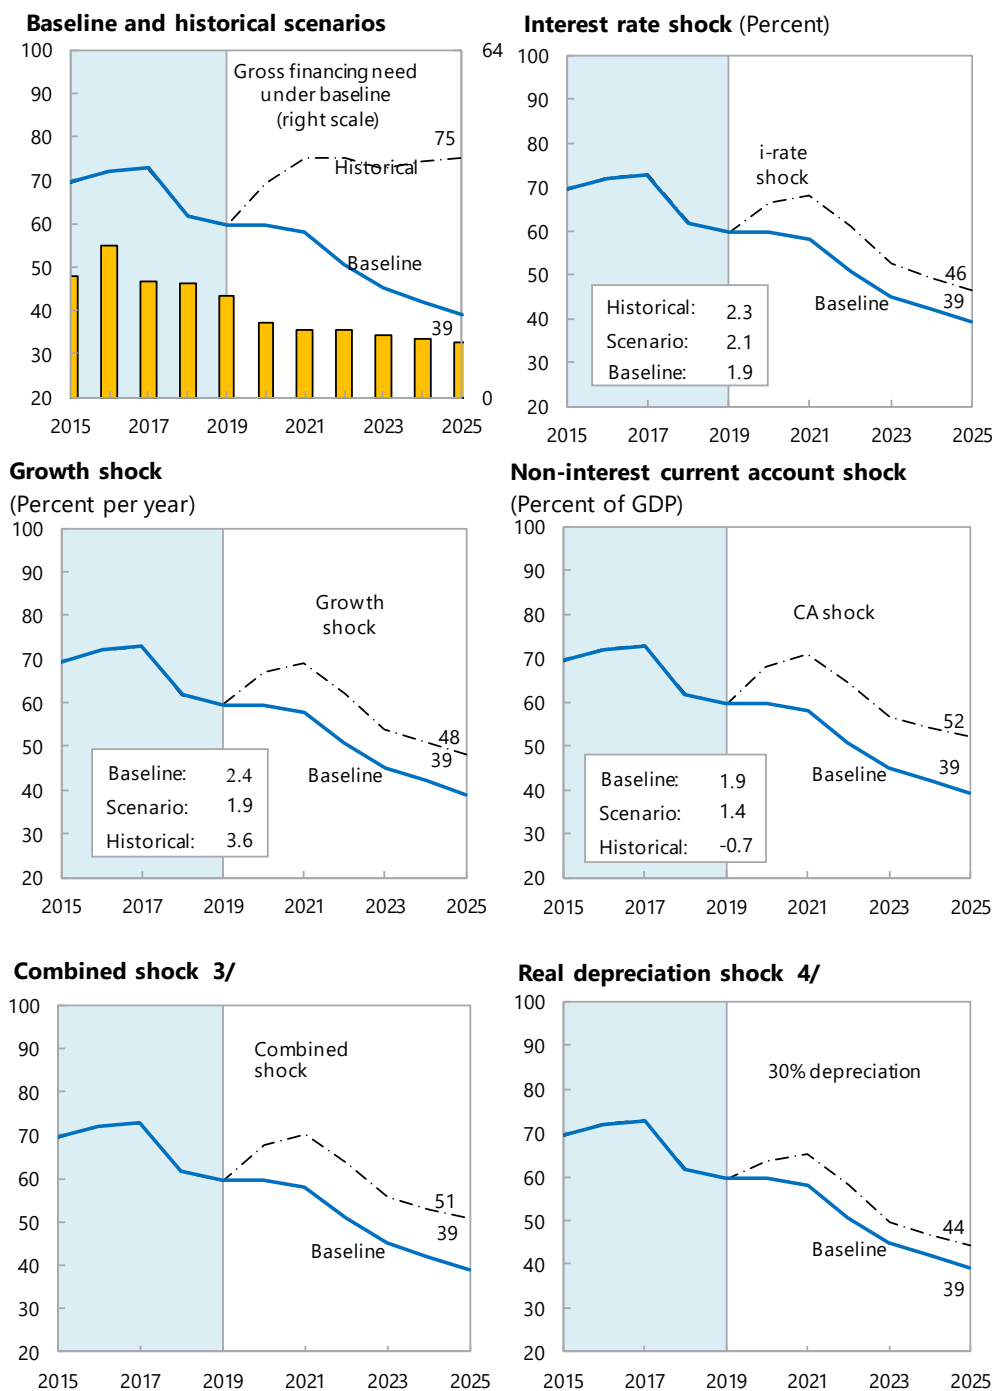 Baseline and historical scenarios
100
90
80
70
60
50
40
30
20
64
0
Gross financing need
under baseline
(right scale)
75
Historical
Baseline
39
2015 2017 2019 2021 2023 2025
Interest rate shock (Percent)
100
90
80
70
60
50
40
30
20
i-rate
shock
46
39
Baseline
Historical: 2.3
Scenario: 2.1
Baseline: 1.9
2015 2017 2019 2021 2023 2025
Growth shock
(Percent per year)
100
90
80
70
60
50
40
30
20
Growth
shock
48
39
Baseline
Baseline: 2.4
Scenario: 1.9
Historical: 3.6
2015 2017 2019 2021 2023 2025
Non-interest current account shock
(Percent of GDP)
100
90
80
70
60
50
40
30
20
CA shock
52
39
Baseline
Baseline: 1.9
Scenario: 1.4
Historical: -0.7
2015 2017 2019 2021 2023 2025
Combined shock 3/
100
90
80
70
60
50
40
30
20
Combined
shock
51
39
Baseline
2015 2017 2019 2021 2023 2025
Real depreciation shock 4/
100
90
80
70
60
50
40
30
20
30% depreciation
44
Baseline
39
2015 2017 2019 2021 2023 2025